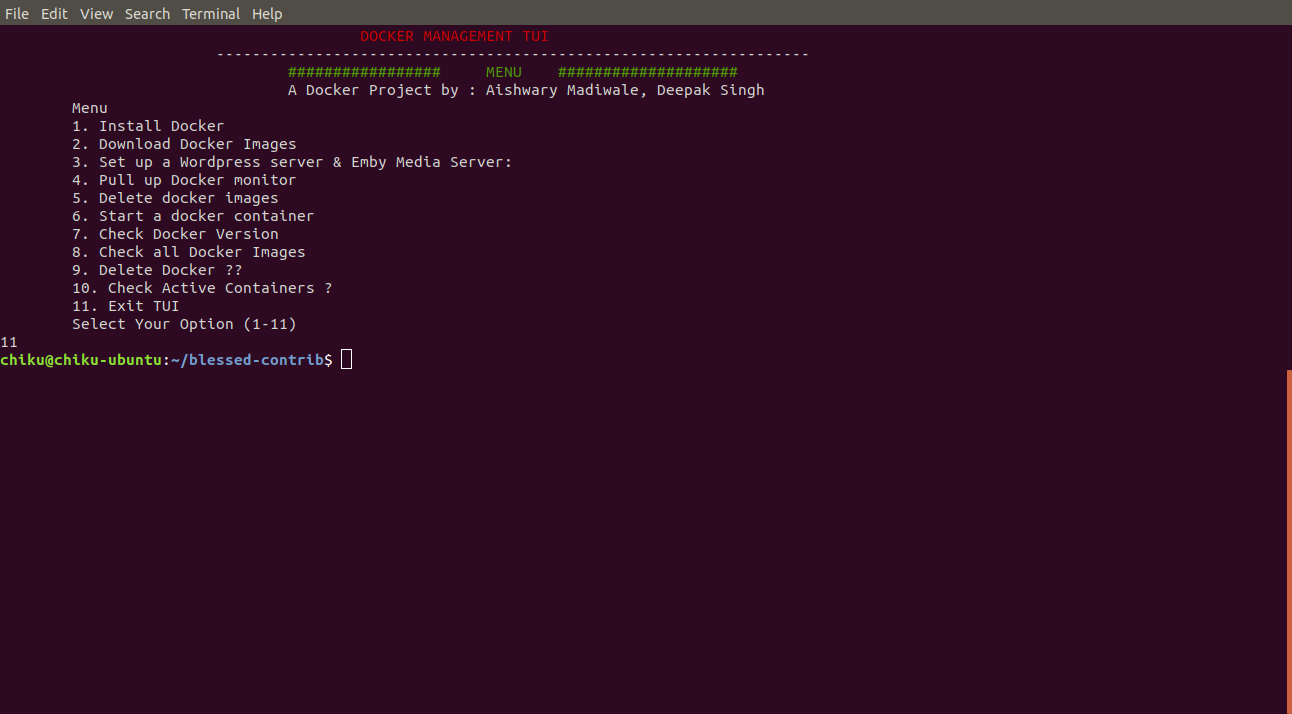 File Edit View Search Terminal Help
DOCKER MANAGEMENT TUI
------------------------------------------------------------------
################# MENU ####################
A Docker Project by : Aishwary Madiwale, Deepak Singh
Menu
1. Install Docker
2. Download Docker Images
3. Set up a Wordpress server & Emby Media Server:
4. Pull up Docker monitor
5. Delete docker images
6. Start a docker container
7. Check Docker Version
8. Check all Docker Images
9. Delete Docker ??
10. Check Active Containers ?
11. Exit TUI
Select Your Option (1-11)
11
chiku@chiku-ubuntu:~/blessed-contrib$